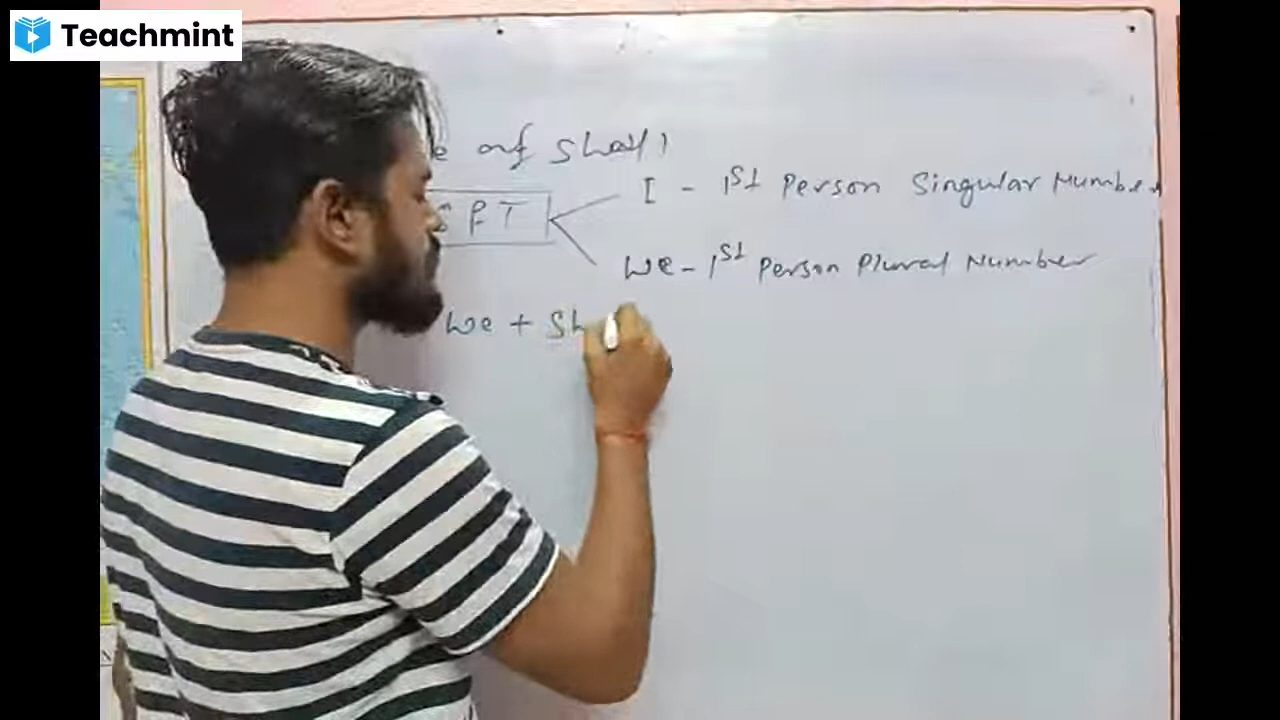 Teachmint
of Shall
I - 1st Person Singular Number
We - 1st Person Plural Number
We + Sh